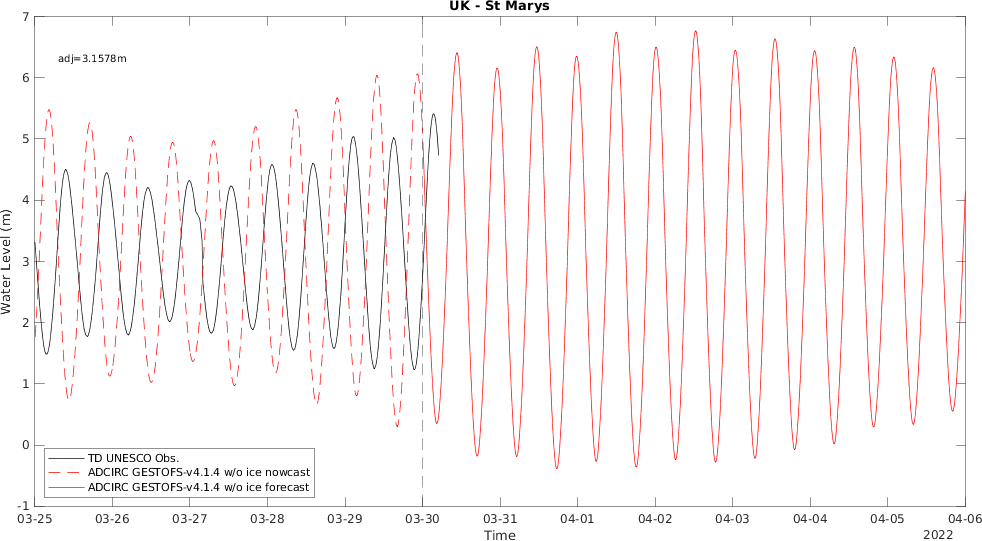 UK - St Marys
adj=3.1578m
7
6
5
4
3
2
1
0
-1
Water Level (m)
TD UNESCO Obs.
ADCIRC GESTOFS-v4.1.4 w/o ice nowcast
ADCIRC GESTOFS-v4.1.4 w/o ice forecast
03-25 03-26 03-27 03-28 03-29 03-30 03-31 04-01 04-02 04-03 04-04 04-05 04-06
Time
2022